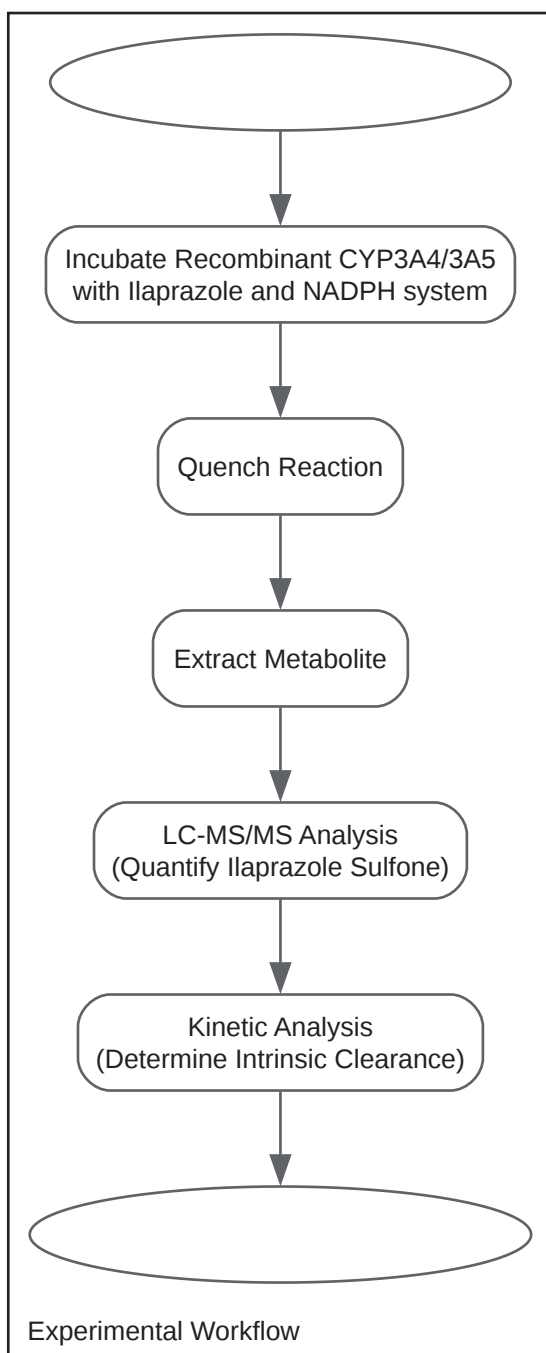 Incubate Recombinant CYP3A4/3A5
with Ilaprazole and NADPH system
Quench Reaction
Extract Metabolite
LC-MS/MS Analysis
(Quantify Ilaprazole Sulfone)
Kinetic Analysis
(Determine Intrinsic Clearance)
Experimental Workflow